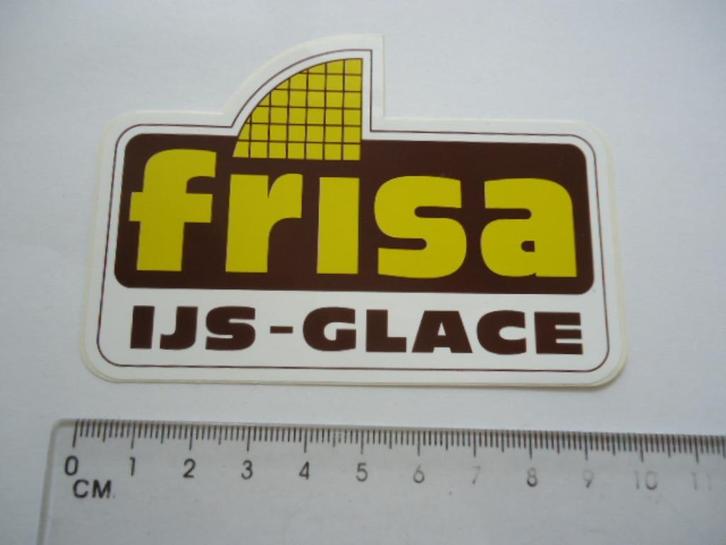 frisa
IJS-GLACE
0 1 2 3 4 5 6 7 8 9 10 11
CM